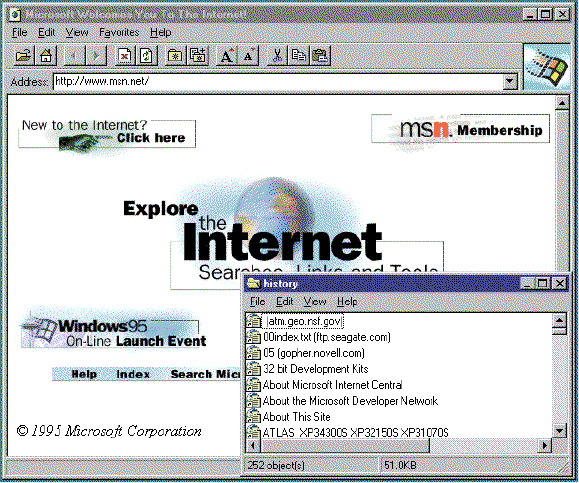 Microsoft Welcomes You To The Internet!
File Edit View Favorites Help
Address: http://www.msn.net/
New to the Internet?
Click here
msn. Membership
Explore
the
Internet
Searches, Links and Tools
Windows95
On-Line Launch Event
Help Index Search Micr
© 1995 Microsoft Corporation
history
File Edit View Help
atm.geo.nsf.gov
00index.txt (ftp.seagate.com)
05 (gopher.novell.com)
32 bit Development Kits
About Microsoft Internet Central
About the Microsoft Developer Network
About This Site
ATLAS XP34300S XP32150S XP31070S
252 object(s) 51.0KB